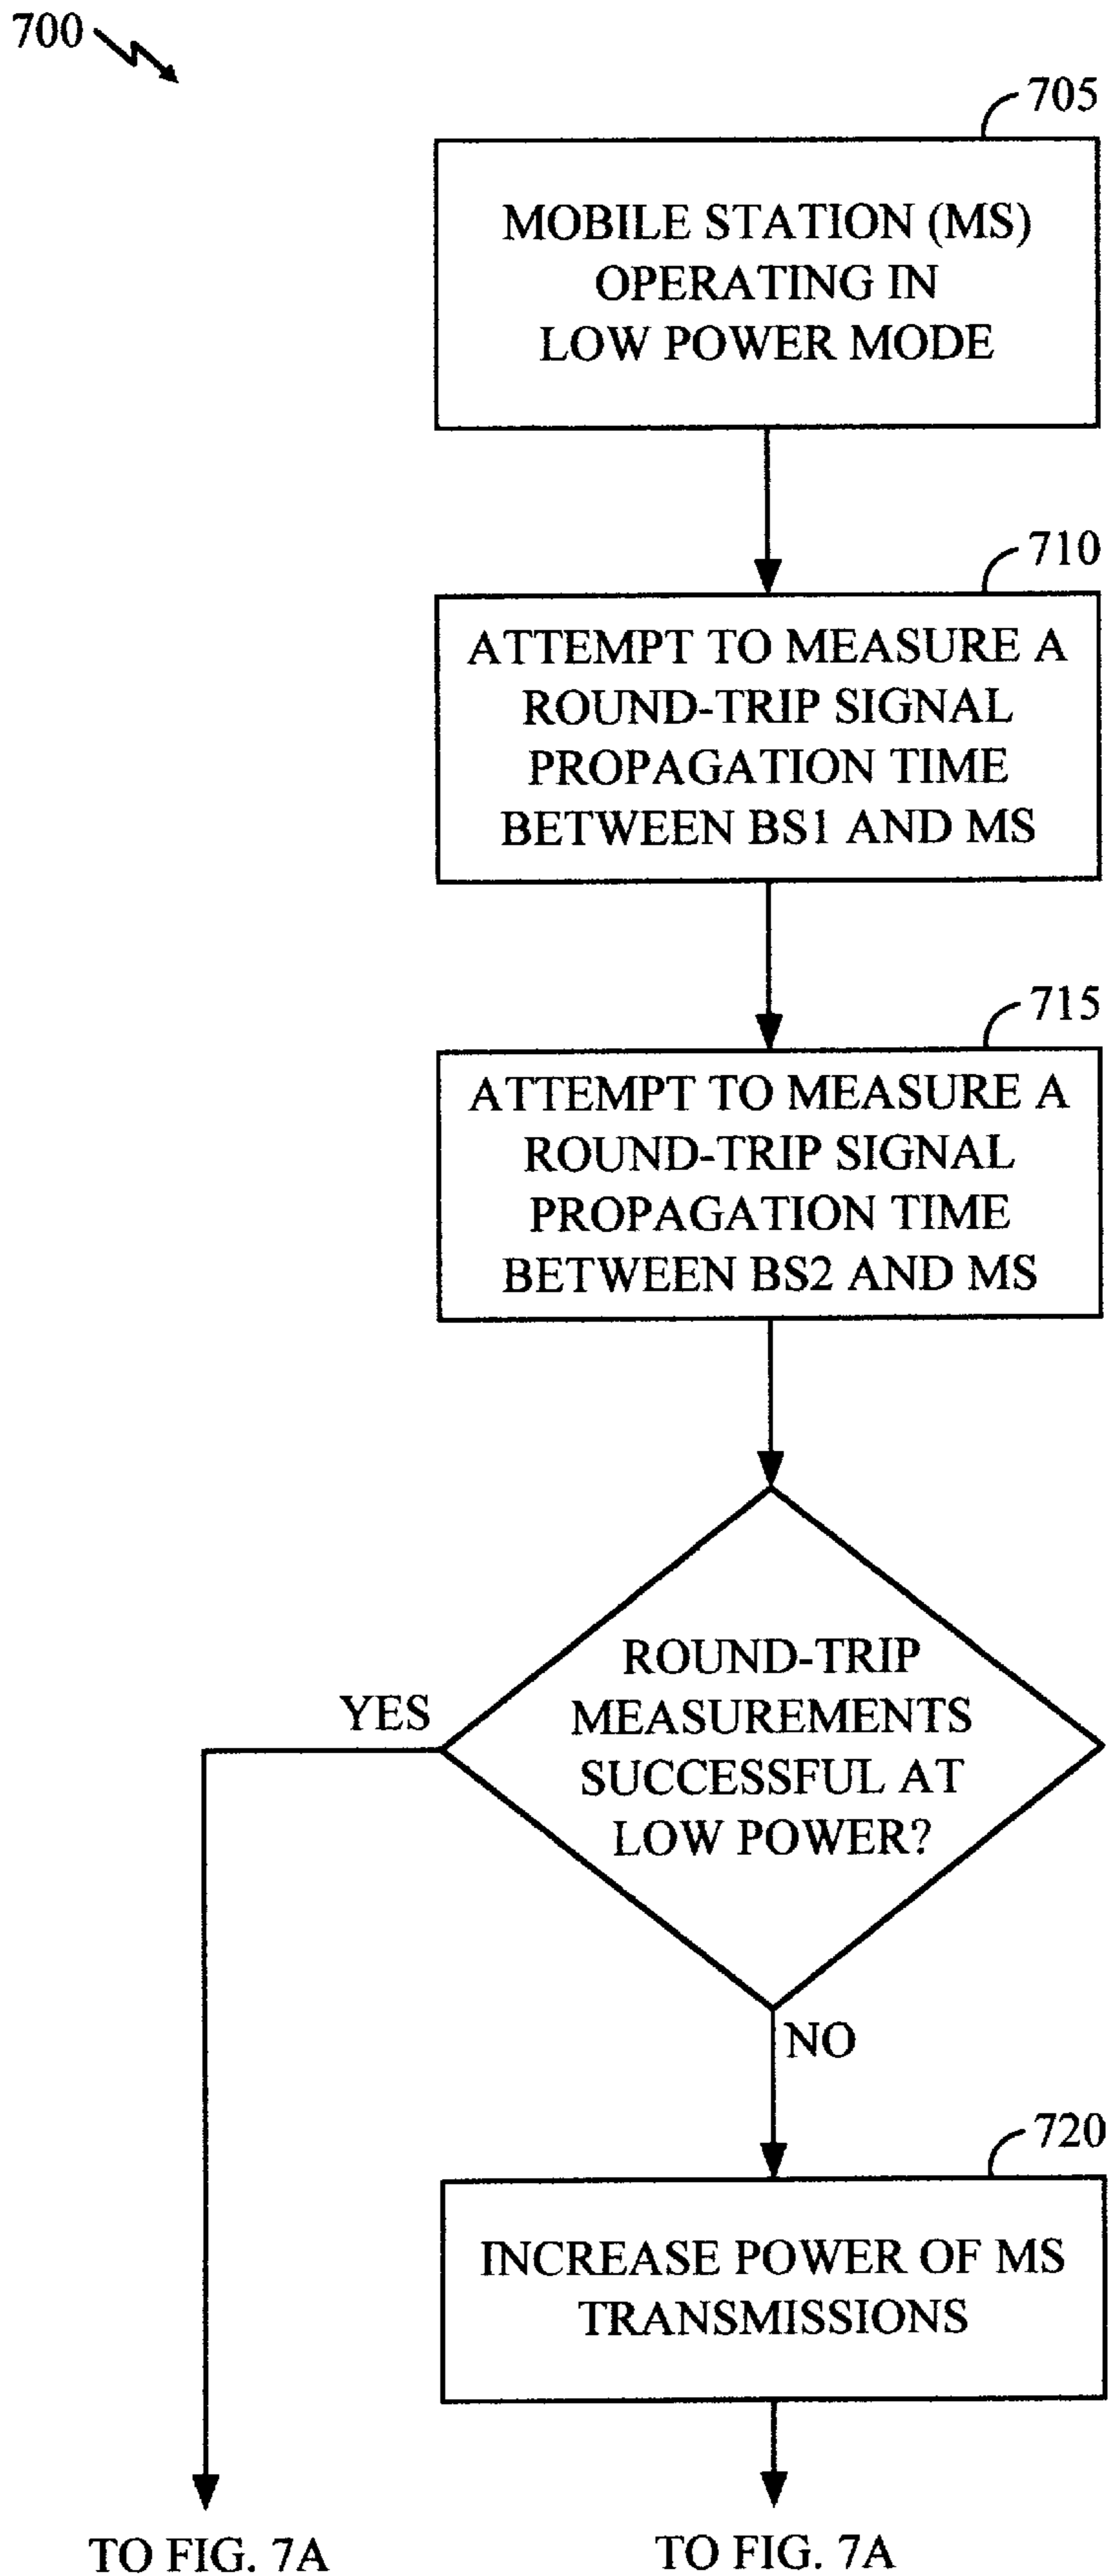 700
705
MOBILE STATION (MS)
OPERATING IN
LOW POWER MODE
710
ATTEMPT TO MEASURE A
ROUND-TRIP SIGNAL
PROPAGATION TIME
BETWEEN BS1 AND MS
715
ATTEMPT TO MEASURE A
ROUND-TRIP SIGNAL
PROPAGATION TIME
BETWEEN BS2 AND MS
ROUND-TRIP
MEASUREMENTS
SUCCESSFUL AT
LOW POWER?
YES
NO
720
INCREASE POWER OF MS
TRANSMISSIONS
TO FIG. 7A
TO FIG. 7A